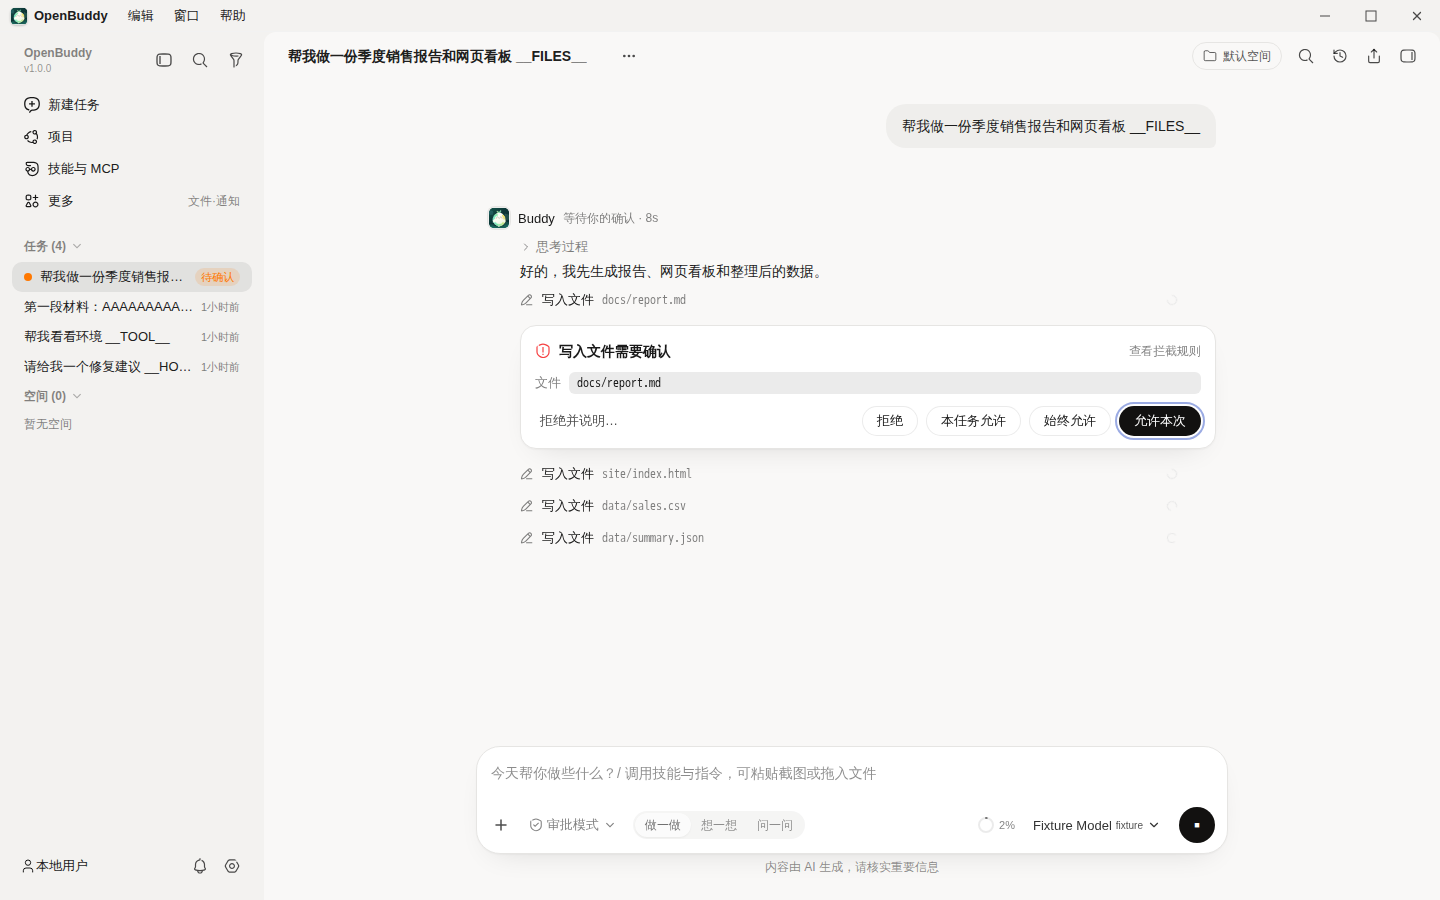 OpenBuddy 编辑 窗口 帮助
OpenBuddy
v1.0.0
新建任务
项目
技能与 MCP
更多 文件·通知
任务 (4)
帮我做一份季度销售报… 待确认
第一段材料：AAAAAAAAA… 1小时前
帮我看看环境 __TOOL__ 1小时前
请给我一个修复建议 __HO… 1小时前
空间 (0)
暂无空间
本地用户
帮我做一份季度销售报告和网页看板 __FILES__ ···
默认空间
帮我做一份季度销售报告和网页看板 __FILES__
Buddy 等待你的确认 · 8s
思考过程
好的，我先生成报告、网页看板和整理后的数据。
写入文件 docs/report.md
写入文件需要确认 查看拦截规则
文件 docs/report.md
拒绝并说明… 拒绝 本任务允许 始终允许 允许本次
写入文件 site/index.html
写入文件 data/sales.csv
写入文件 data/summary.json
今天帮你做些什么？/ 调用技能与指令，可粘贴截图或拖入文件
审批模式 做一做 想一想 问一问 2% Fixture Model fixture
内容由 AI 生成，请核实重要信息